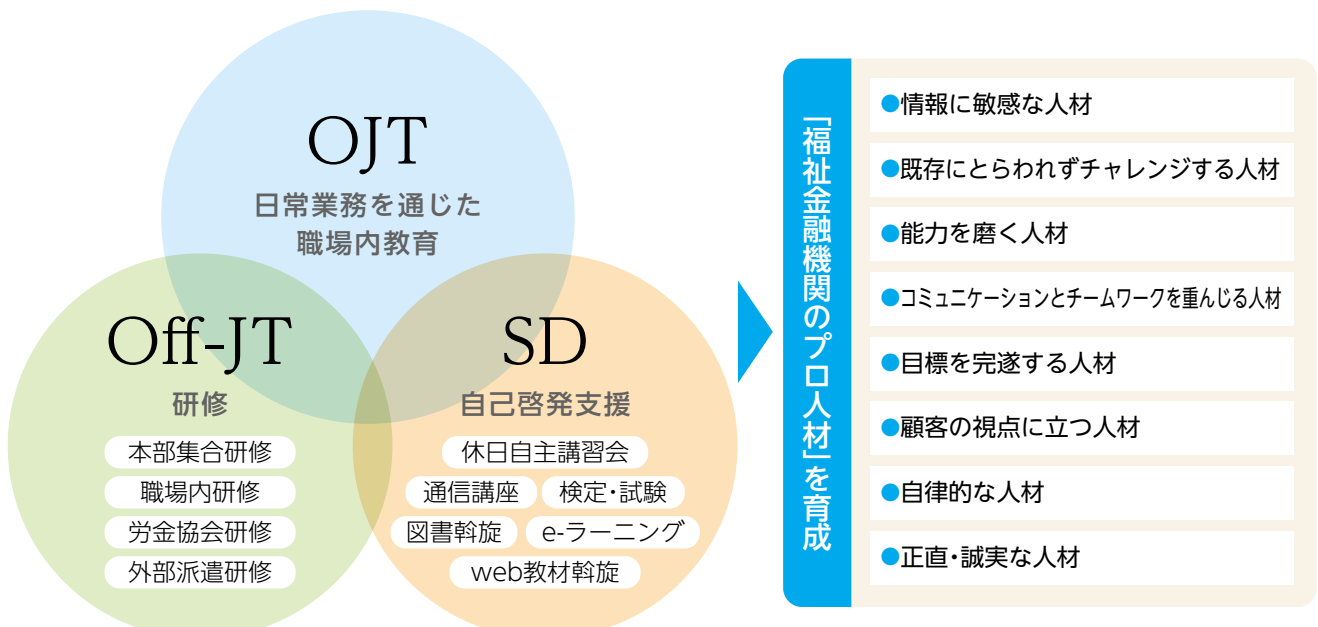 OJT
日常業務を通じた
職場内教育
Off-JT
研修
本部集合研修
職場内研修
労金協会研修
外部派遣研修
SD
自己啓発支援
休日自主講習会
通信講座
検定・試験
図書斡旋
e-ラーニング
web教材斡旋
「福祉金融機関のプロ人材」を育成
●情報に敏感な人材
●既存にとらわれずチャレンジする人材
●能力を磨く人材
●コミュニケーションとチームワークを重んじる人材
●目標を完遂する人材
●顧客の視点に立つ人材
●自律的な人材
●正直・誠実な人材